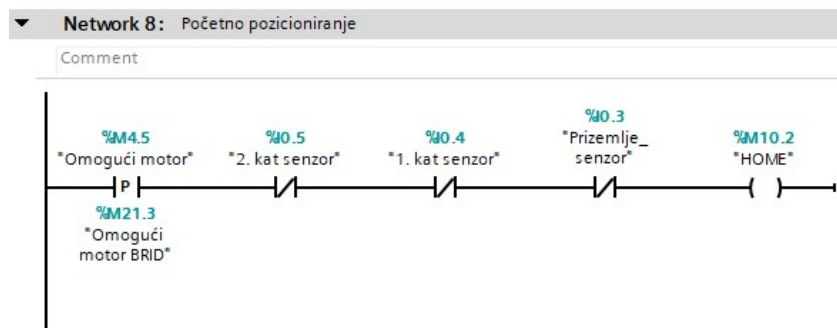 Network 8: Početno pozicioniranje
Comment
%M4.5
"Omogući motor"
%I0.5
"2. kat senzor"
%I0.4
"1. kat senzor"
%I0.3
"Prizemlje_
senzor"
%M10.2
"HOME"
P
%M21.3
"Omogući
motor BRID"